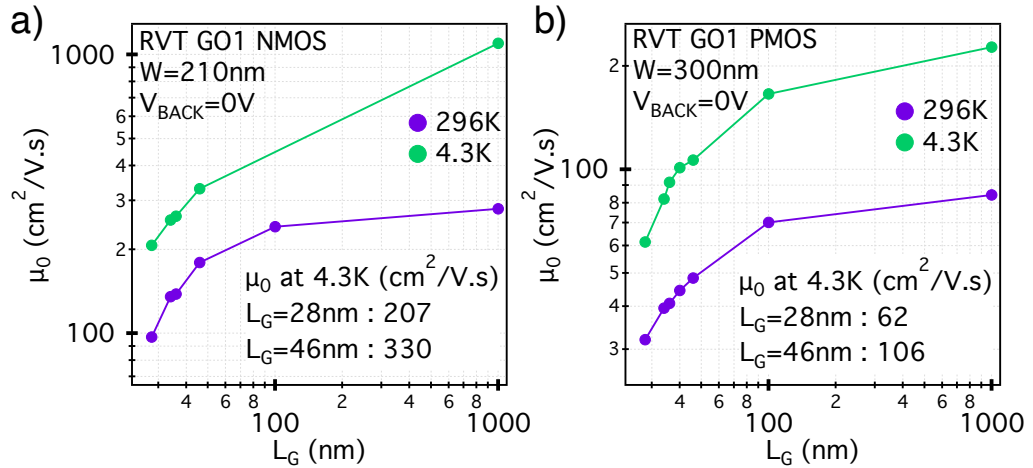 a)
RVT GO1 NMOS
W=210nm
V_BACK=0V
296K
4.3K
μ₀ at 4.3K (cm²/V.s)
L_G=28nm : 207
L_G=46nm : 330
μ₀ (cm²/V.s)
1000
6
5
4
3
2
100
4
6
8
100
2
4
6
8
1000
L_G (nm)
b)
RVT GO1 PMOS
W=300nm
V_BACK=0V
296K
4.3K
μ₀ at 4.3K (cm²/V.s)
L_G=28nm : 62
L_G=46nm : 106
μ₀ (cm²/V.s)
2
100
8
7
6
5
4
3
4
6
8
100
2
4
6
8
1000
L_G (nm)